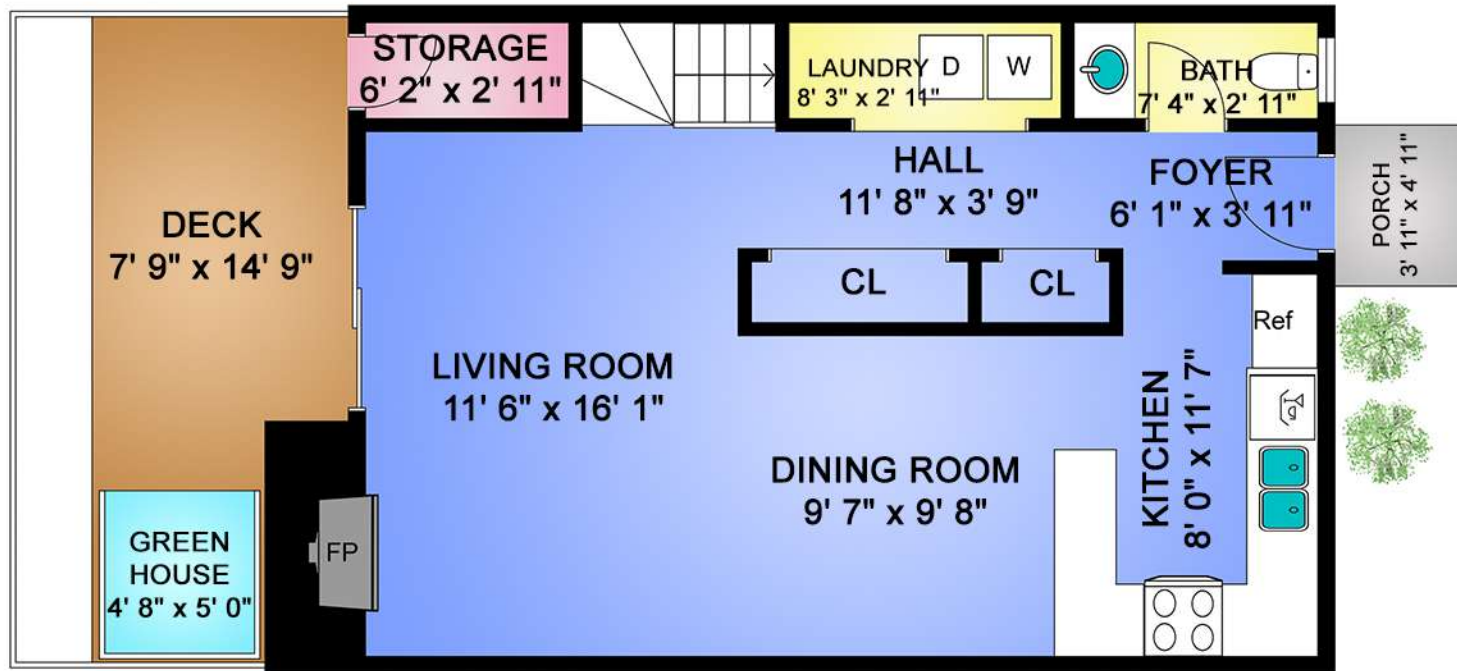 STORAGE
6' 2" x 2' 11"
LAUNDRY
8' 3" x 2' 11"
D
W
BATH
7' 4" x 2' 11"
HALL
11' 8" x 3' 9"
FOYER
6' 1" x 3' 11"
PORCH
3' 11" x 4' 11"
DECK
7' 9" x 14' 9"
CL
CL
Ref
LIVING ROOM
11' 6" x 16' 1"
KITCHEN
8' 0" x 11' 7"
DINING ROOM
9' 7" x 9' 8"
GREEN
HOUSE
4' 8" x 5' 0"
FP